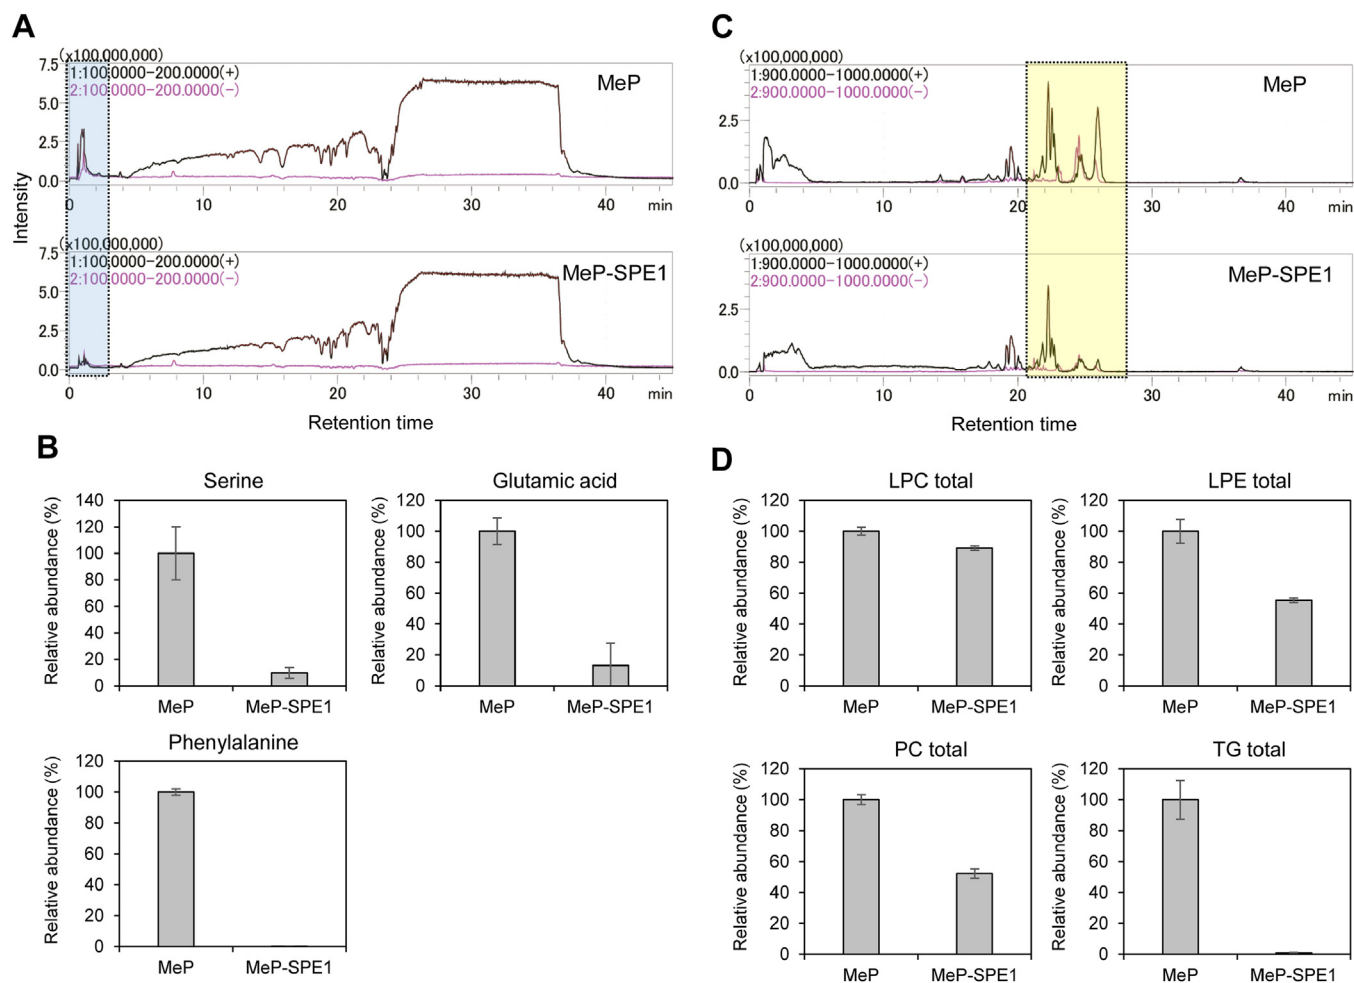 A
(x100,000,000)
7.5
1:100.0000-200.0000(+)
2:100.0000-200.0000(-)
MeP
5.0
2.5
0.0
0 10 20 30 40 min
Intensity
(x100,000,000)
7.5
1:100.0000-200.0000(+)
2:100.0000-200.0000(-)
MeP-SPE1
5.0
2.5
0.0
0 10 20 30 40 min
Retention time
C
(x100,000,000)
1:900.0000-1000.0000(+)
2:900.0000-1000.0000(-)
MeP
2.5
0.0
0 10 20 30 40 min
(x100,000,000)
1:900.0000-1000.0000(+)
2:900.0000-1000.0000(-)
MeP-SPE1
2.5
0.0
0 10 20 30 40 min
Retention time
B
Serine
Relative abundance (%)
140
120
100
80
60
40
20
0
MeP MeP-SPE1
Glutamic acid
Relative abundance (%)
120
100
80
60
40
20
0
MeP MeP-SPE1
Phenylalanine
Relative abundance (%)
120
100
80
60
40
20
0
MeP MeP-SPE1
D
LPC total
Relative abundance (%)
120
100
80
60
40
20
0
MeP MeP-SPE1
LPE total
Relative abundance (%)
120
100
80
60
40
20
0
MeP MeP-SPE1
PC total
Relative abundance (%)
120
100
80
60
40
20
0
MeP MeP-SPE1
TG total
Relative abundance (%)
120
100
80
60
40
20
0
MeP MeP-SPE1